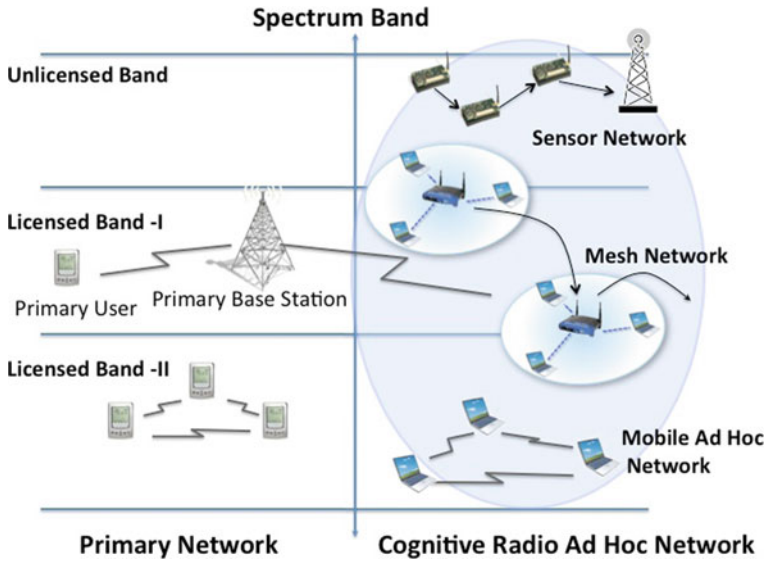 Spectrum Band
Unlicensed Band
Sensor Network
Licensed Band -I
Mesh Network
Primary User
Primary Base Station
Licensed Band -II
Mobile Ad Hoc
Network
Primary Network
Cognitive Radio Ad Hoc Network